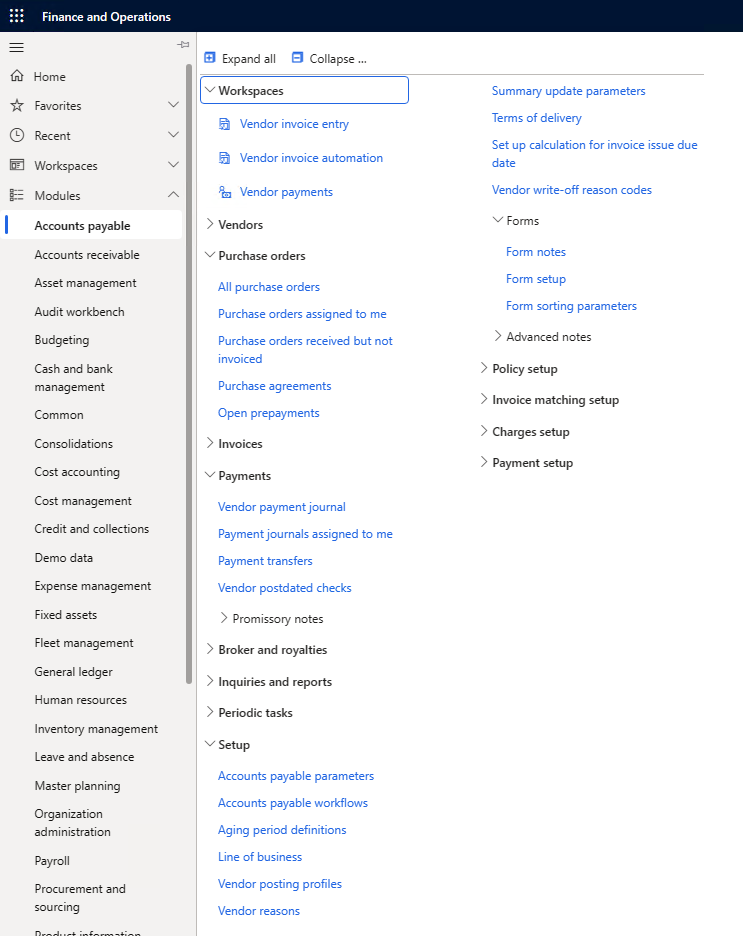 Finance and Operations
Home
Favorites
Recent
Workspaces
Modules
Accounts payable
Accounts receivable
Asset management
Audit workbench
Budgeting
Cash and bank
management
Common
Consolidations
Cost accounting
Cost management
Credit and collections
Demo data
Expense management
Fixed assets
Fleet management
General ledger
Human resources
Inventory management
Leave and absence
Master planning
Organization
administration
Payroll
Procurement and
sourcing
Product information
Expand all
Collapse ...
Workspaces
Vendor invoice entry
Vendor invoice automation
Vendor payments
Vendors
Purchase orders
All purchase orders
Purchase orders assigned to me
Purchase orders received but not
invoiced
Purchase agreements
Open prepayments
Invoices
Payments
Vendor payment journal
Payment journals assigned to me
Payment transfers
Vendor postdated checks
Promissory notes
Broker and royalties
Inquiries and reports
Periodic tasks
Setup
Accounts payable parameters
Accounts payable workflows
Aging period definitions
Line of business
Vendor posting profiles
Vendor reasons
Summary update parameters
Terms of delivery
Set up calculation for invoice issue due
date
Vendor write-off reason codes
Forms
Form notes
Form setup
Form sorting parameters
Advanced notes
Policy setup
Invoice matching setup
Charges setup
Payment setup